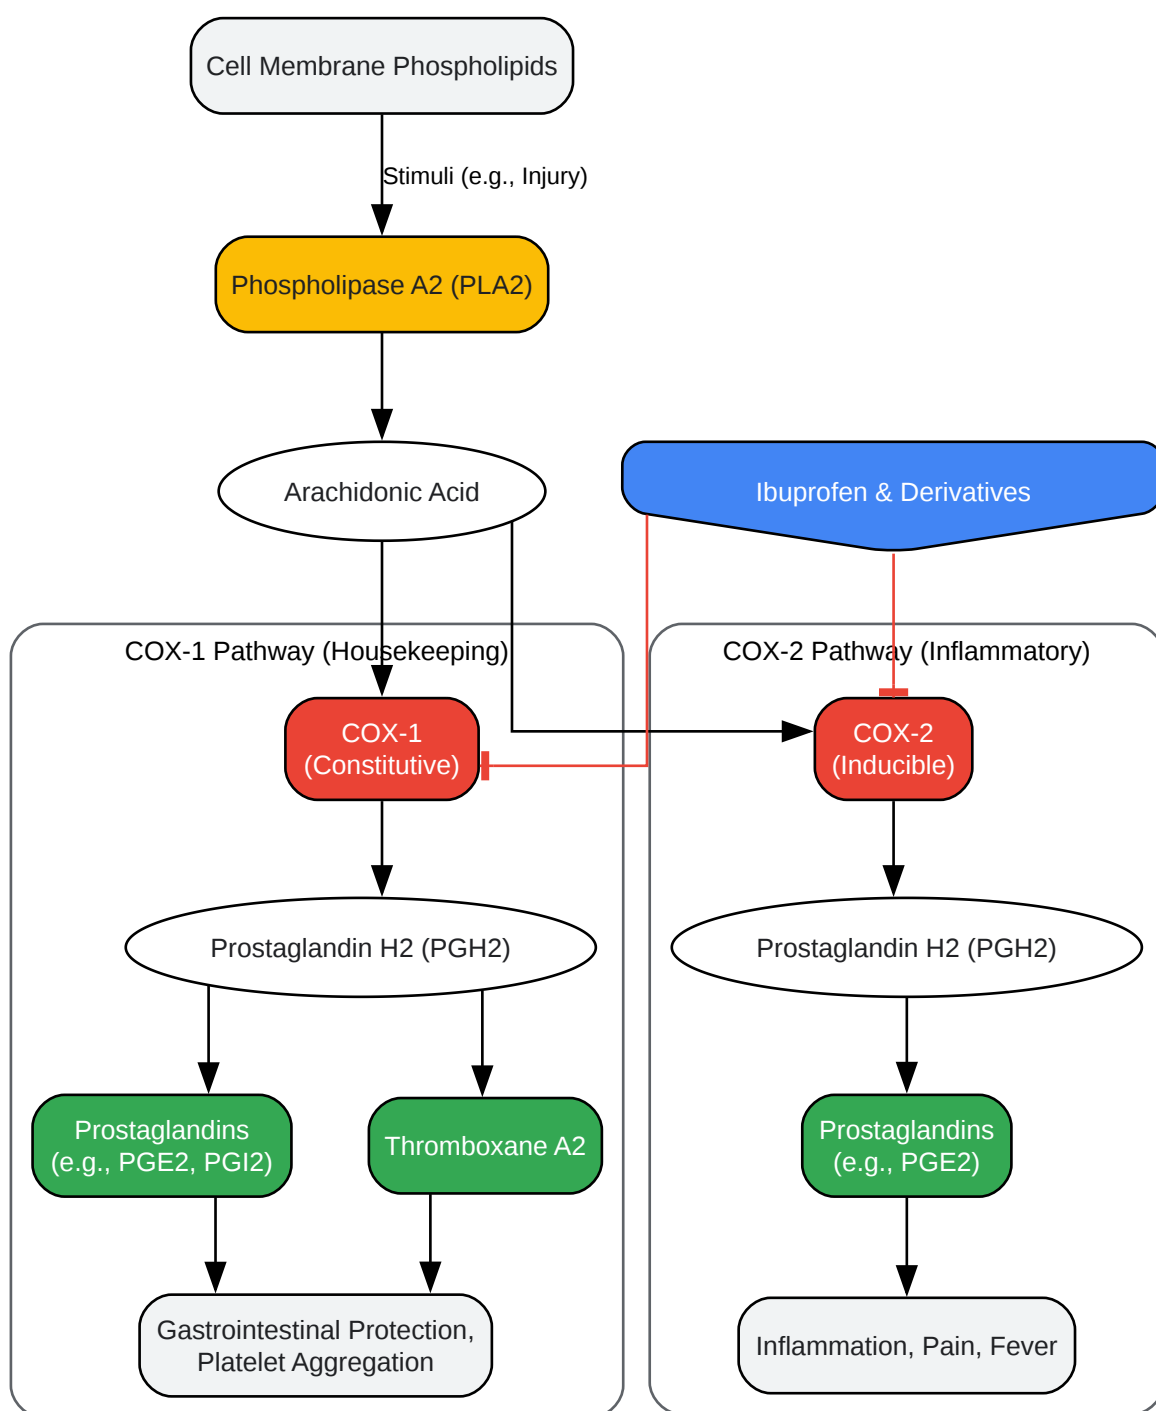 Cell Membrane Phospholipids
Stimuli (e.g., Injury)
Phospholipase A2 (PLA2)
Arachidonic Acid
Ibuprofen & Derivatives
COX-1 Pathway (Housekeeping)
COX-2 Pathway (Inflammatory)
COX-1
(Constitutive)
COX-2
(Inducible)
Prostaglandin H2 (PGH2)
Prostaglandin H2 (PGH2)
Prostaglandins
(e.g., PGE2, PGI2)
Thromboxane A2
Prostaglandins
(e.g., PGE2)
Gastrointestinal Protection,
Platelet Aggregation
Inflammation, Pain, Fever